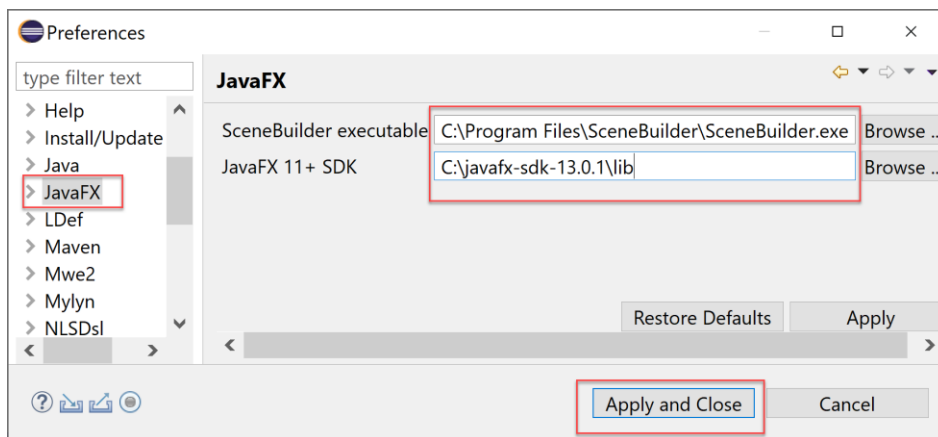 Preferences
type filter text
JavaFX
Help
Install/Update
Java
JavaFX
LDef
Maven
Mwe2
Mylyn
NLSDsl
SceneBuilder executable C:\Program Files\SceneBuilder\SceneBuilder.exe Browse ..
JavaFX 11+ SDK C:\javafx-sdk-13.0.1\lib Browse ..
Restore Defaults Apply
Apply and Close Cancel